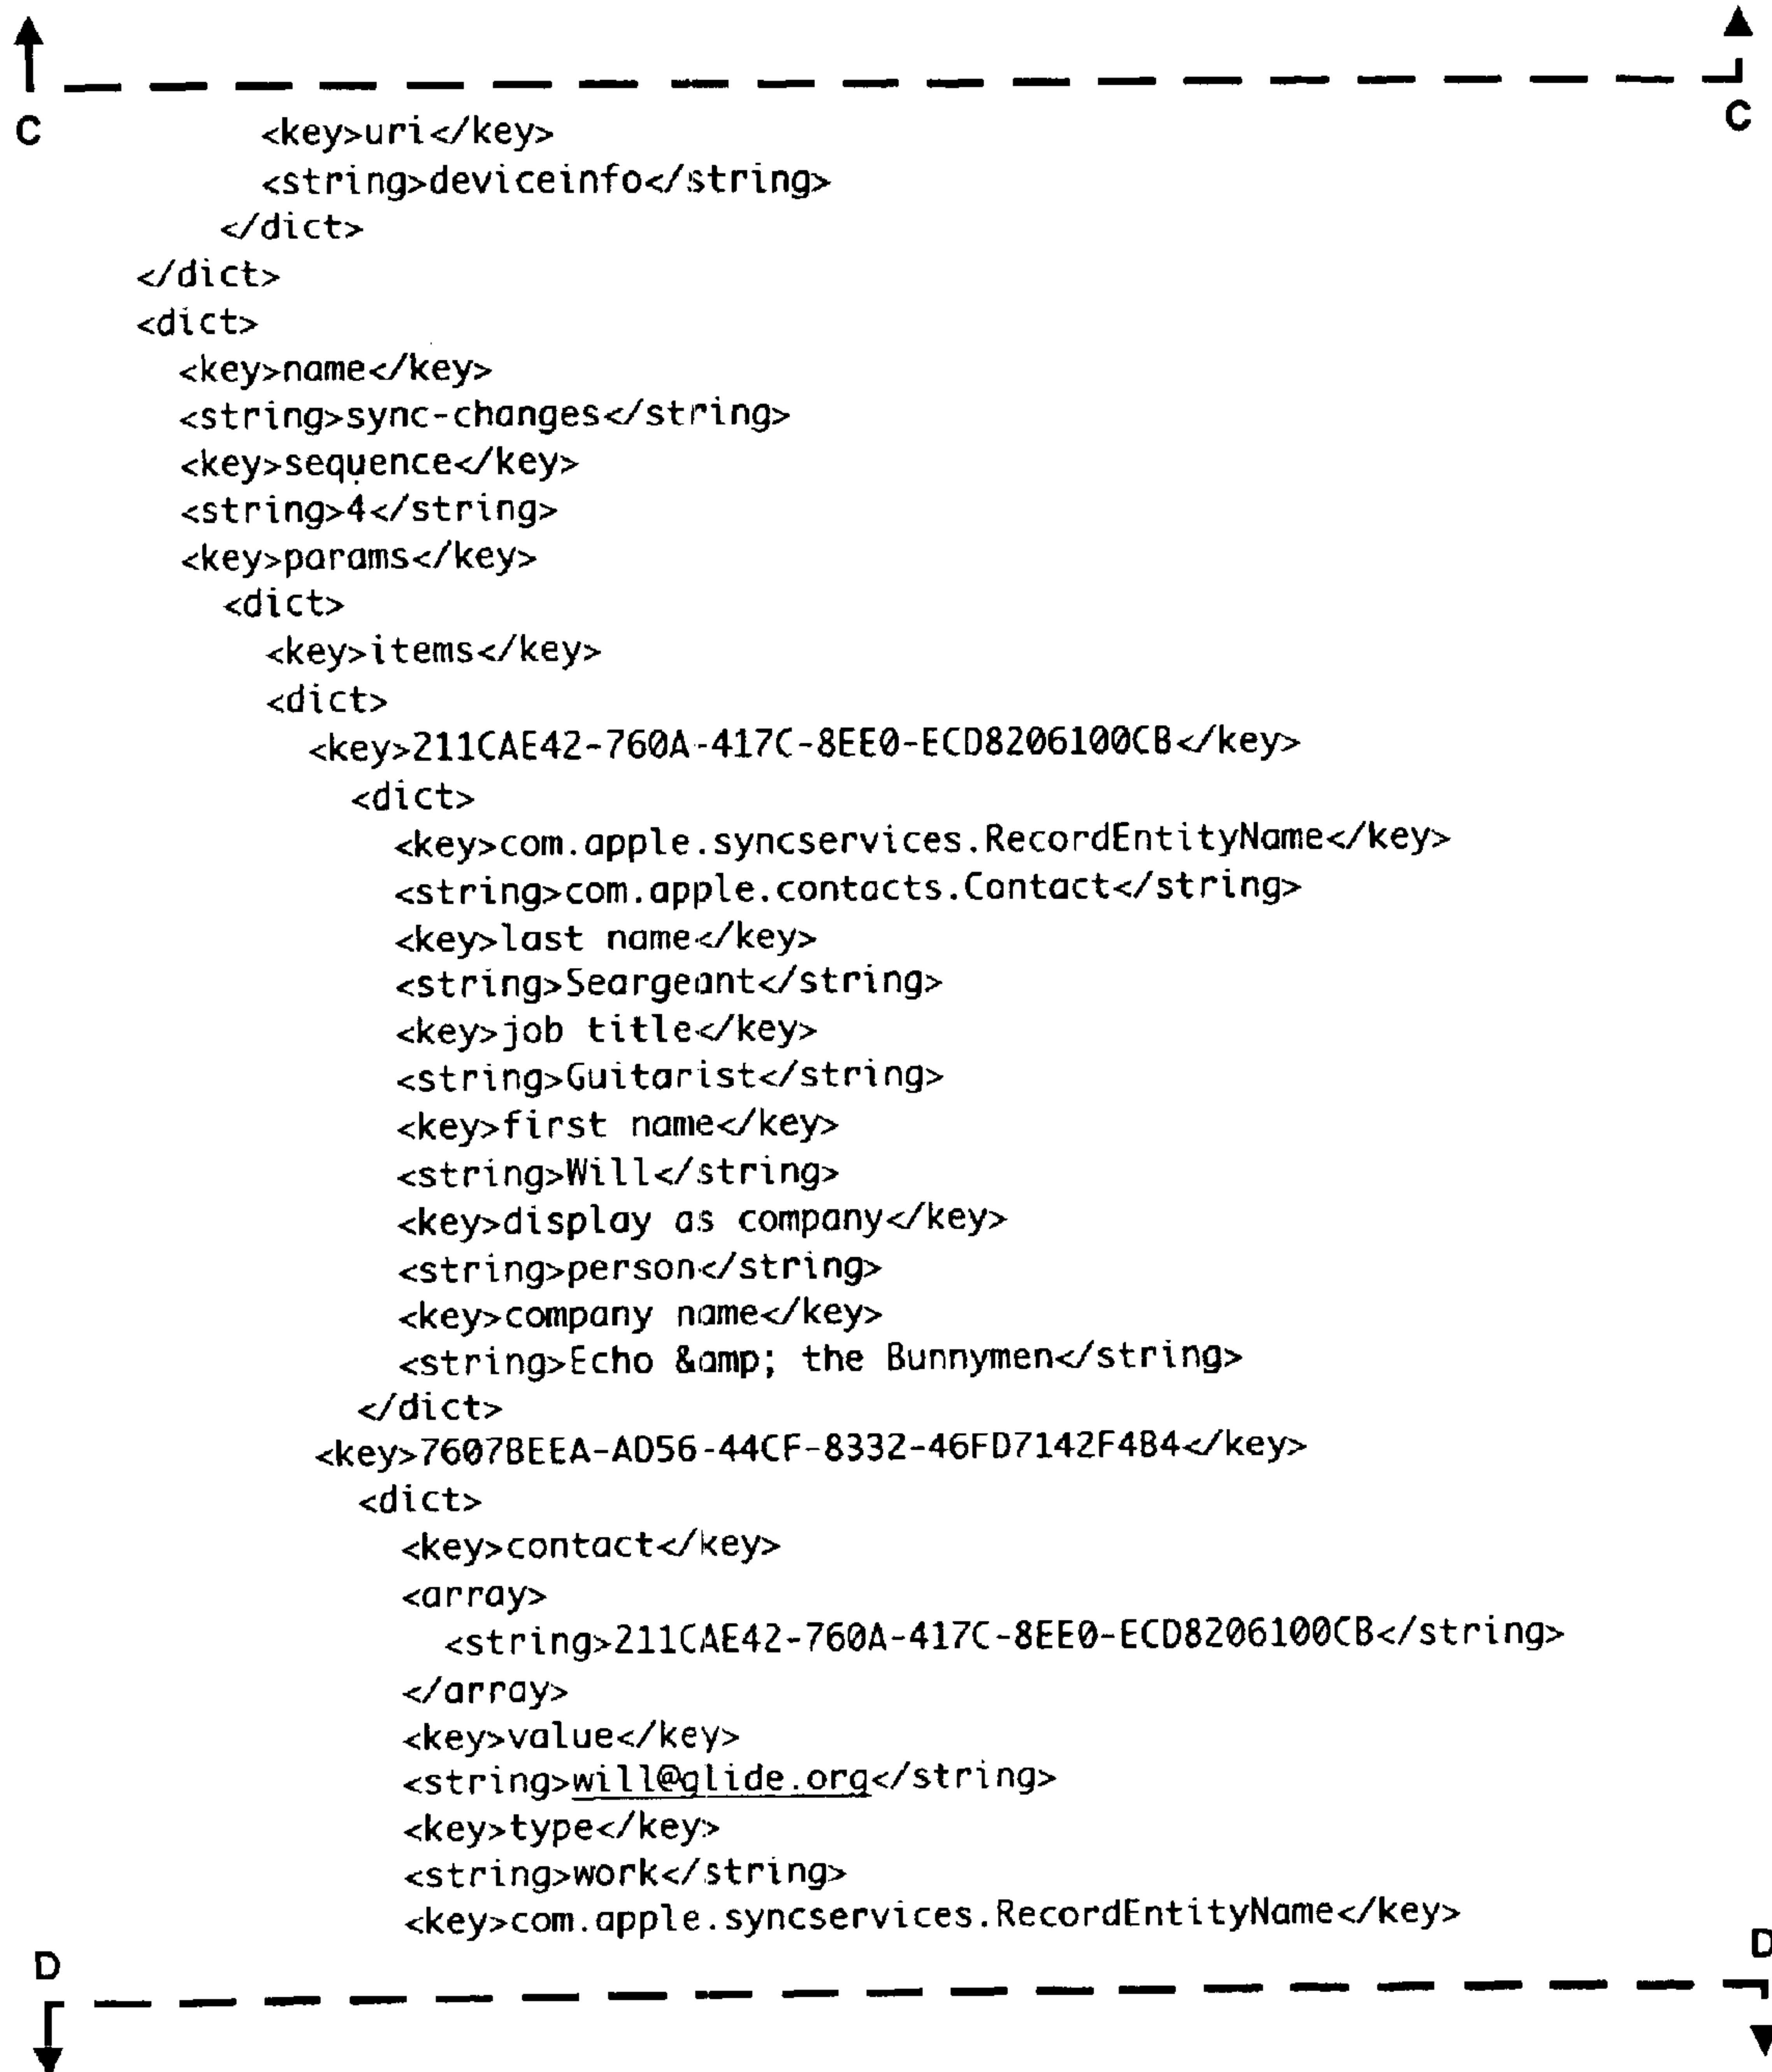 C C
<key>uri</key>
<string>deviceinfo</string>
</dict>
</dict>
<dict>
<key>name</key>
<string>sync-changes</string>
<key>sequence</key>
<string>4</string>
<key>params</key>
<dict>
<key>items</key>
<dict>
<key>211CAE42-760A-417C-8EE0-ECD8206100CB</key>
<dict>
<key>com.apple.syncservices.RecordEntityName</key>
<string>com.apple.contacts.Contact</string>
<key>last name</key>
<string>Seargeant</string>
<key>job title</key>
<string>Guitarist</string>
<key>first name</key>
<string>Will</string>
<key>display as company</key>
<string>person</string>
<key>company name</key>
<string>Echo &amp; the Bunnymen</string>
</dict>
<key>7607BEEA-AD56-44CF-8332-46FD7142F4B4</key>
<dict>
<key>contact</key>
<array>
<string>211CAE42-760A-417C-8EE0-ECD8206100CB</string>
</array>
<key>value</key>
<string>will@glide.org</string>
<key>type</key>
<string>work</string>
<key>com.apple.syncservices.RecordEntityName</key>
D D